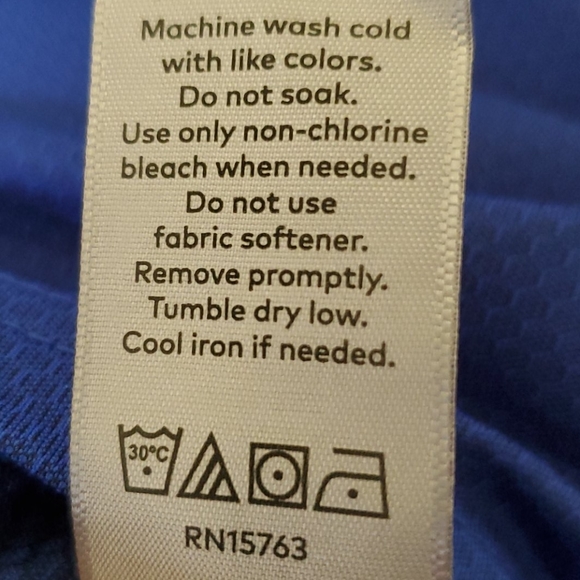 Machine wash cold
with like colors.
Do not soak.
Use only non-chlorine
bleach when needed.
Do not use
fabric softener.
Remove promptly.
Tumble dry low.
Cool iron if needed.
30°C
RN15763